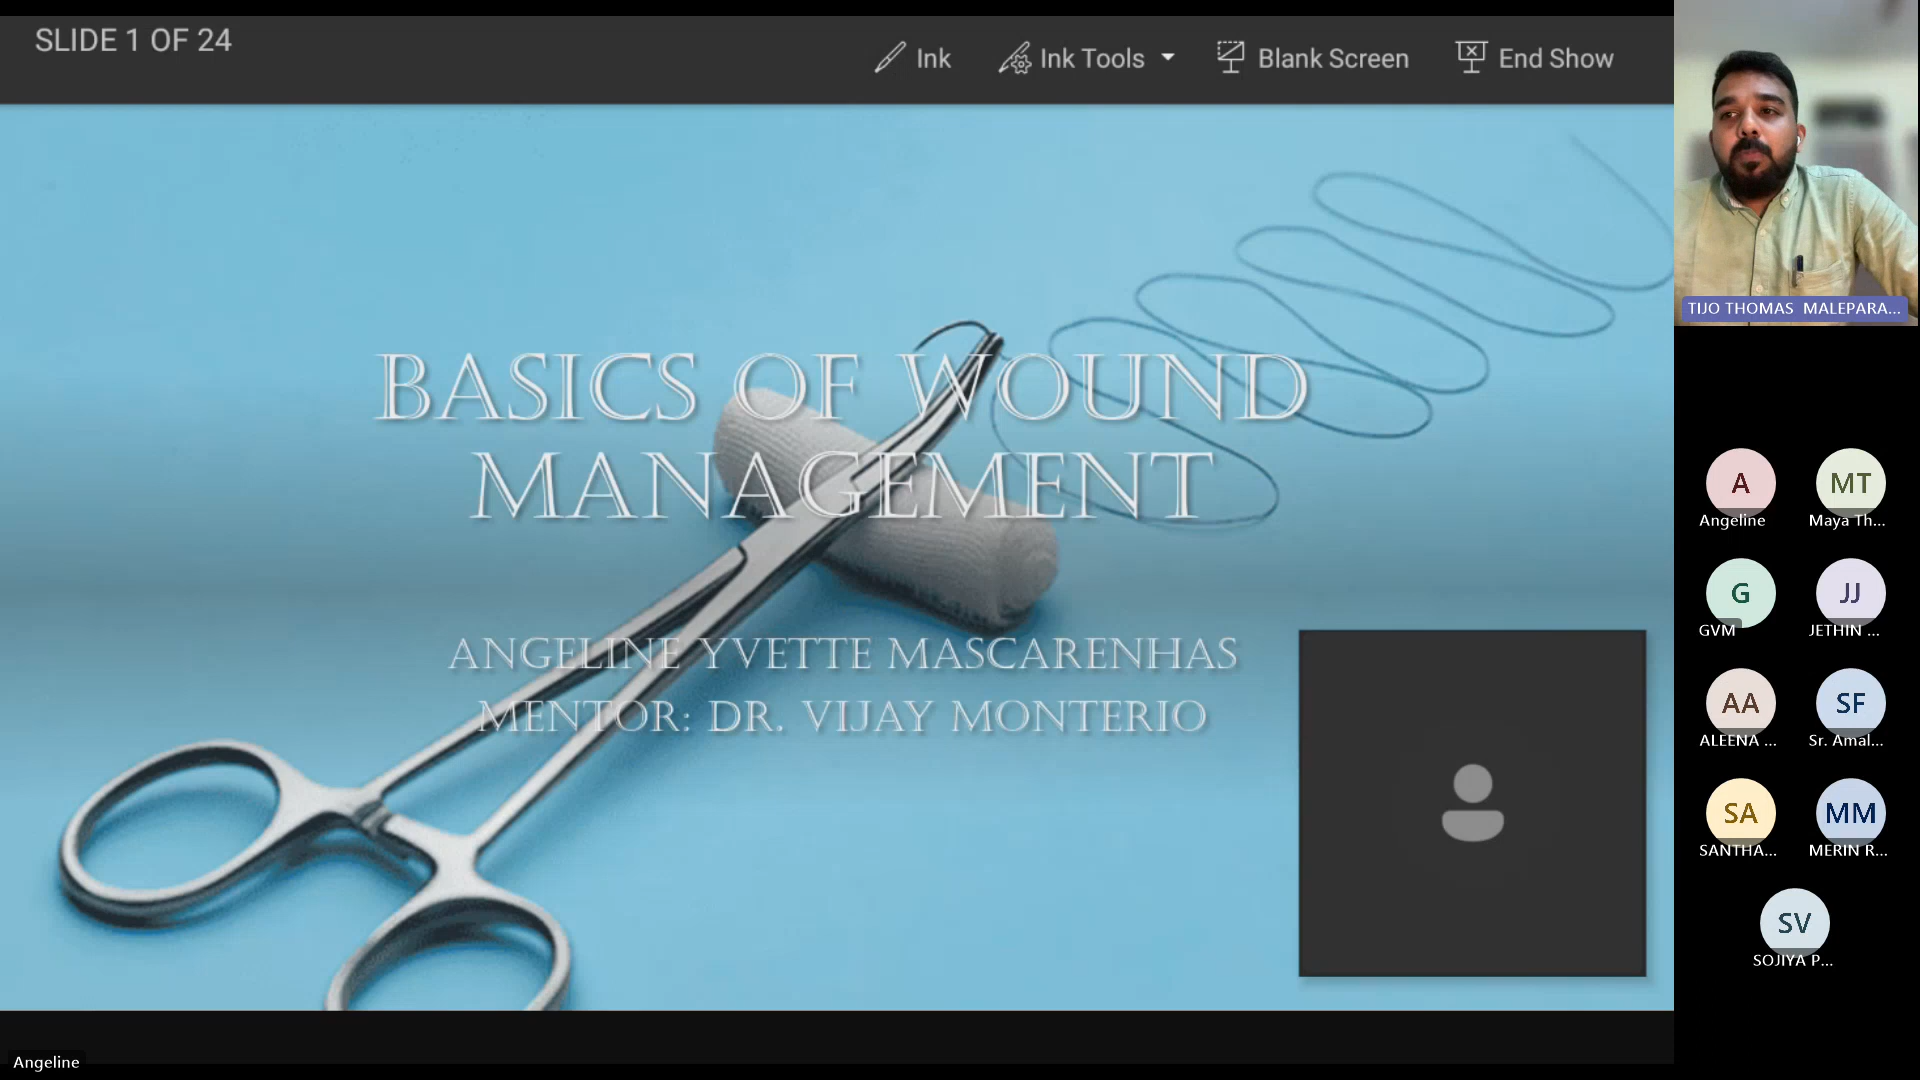 SLIDE 1 OF 24
Ink
Ink Tools
Blank Screen
End Show
BASICS OF WOUND
MANAGEMENT
ANGELINE YVETTE MASCARENHAS
MENTOR: DR. VIJAY MONTERIO
TIJO THOMAS MALEPARA...
A
Angeline
MT
Maya Th...
G
GVM
JJ
JETHIN ...
AA
ALEENA ...
SF
Sr. Amal...
SA
SANTHA...
MM
MERIN R...
SV
SOJIYA P...
Angeline